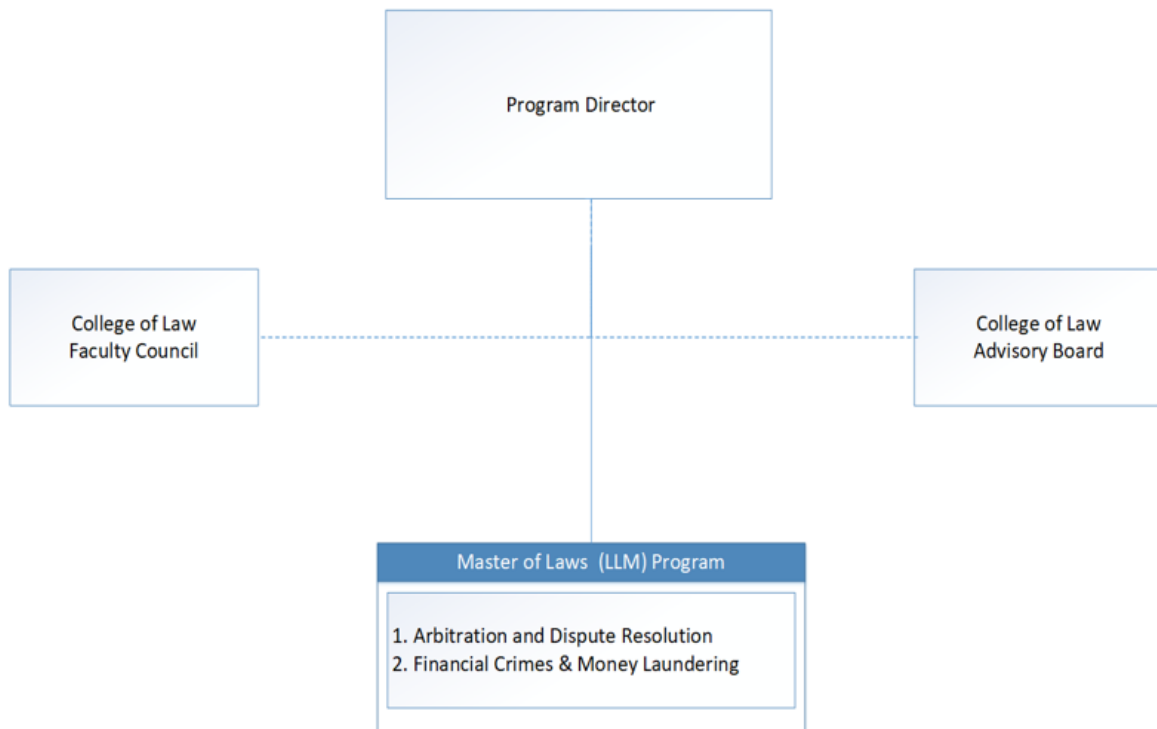 Program Director
College of Law
Faculty Council
College of Law
Advisory Board
Master of Laws  (LLM) Program
1. Arbitration and Dispute Resolution
2. Financial Crimes & Money Laundering